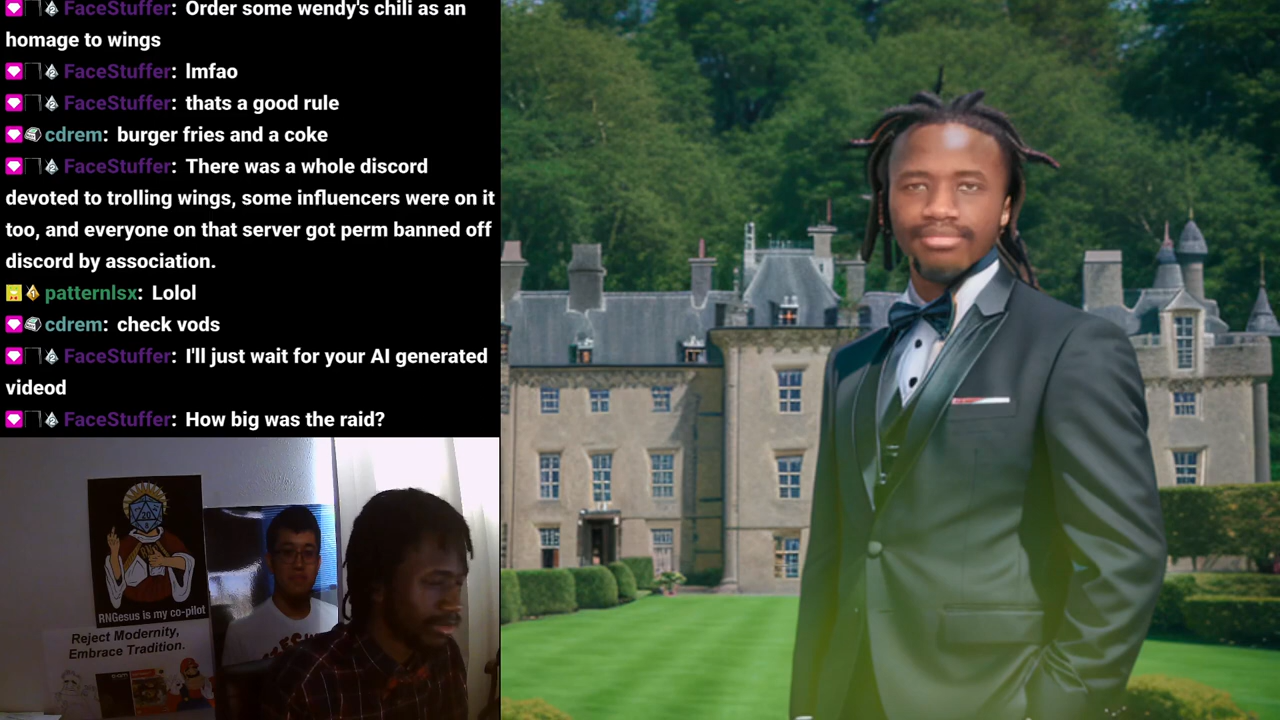 FaceStuffer: Order some wendy's chili as an
homage to wings
FaceStuffer: lmfao
FaceStuffer: thats a good rule
cdrem: burger fries and a coke
FaceStuffer: There was a whole discord
devoted to trolling wings, some influencers were on it
too, and everyone on that server got perm banned off
discord by association.
patternlsx: Lolol
cdrem: check vods
FaceStuffer: I'll just wait for your AI generated
videod
FaceStuffer: How big was the raid?
20
RNGesus is my co-pilot
Reject Modernity,
Embrace Tradition.